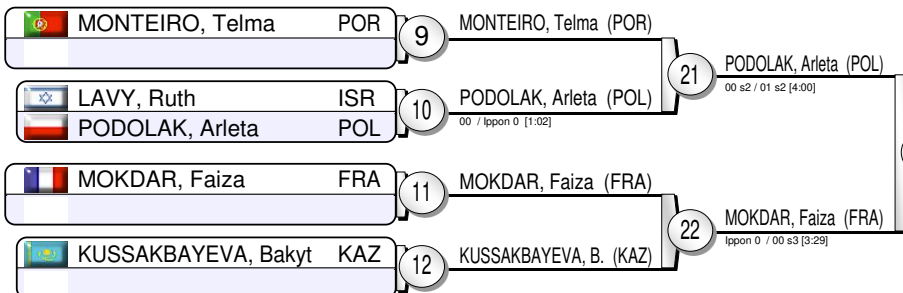 MONTEIRO, Telma POR
9
MONTEIRO, Telma (POR)
LAVY, Ruth ISR
PODOLAK, Arleta POL
10
PODOLAK, Arleta (POL)
00 / Ippon 0 [1:02]
21
PODOLAK, Arleta (POL)
00 s2 / 01 s2 [4:00]
MOKDAR, Faiza FRA
11
MOKDAR, Faiza (FRA)
KUSSAKBAYEVA, Bakyt KAZ
12
KUSSAKBAYEVA, B. (KAZ)
22
MOKDAR, Faiza (FRA)
Ippon 0 / 00 s3 [3:29]